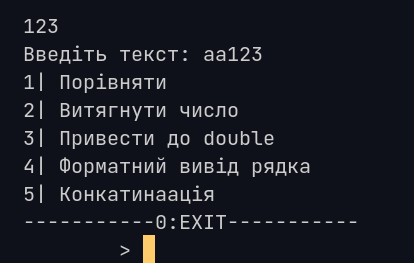 123
Введіть текст: aa123
1| Порівняти
2| Витягнути число
3| Привести до double
4| Форматний вивід рядка
5| Конкатинаація
-----------0:EXIT-----------
>